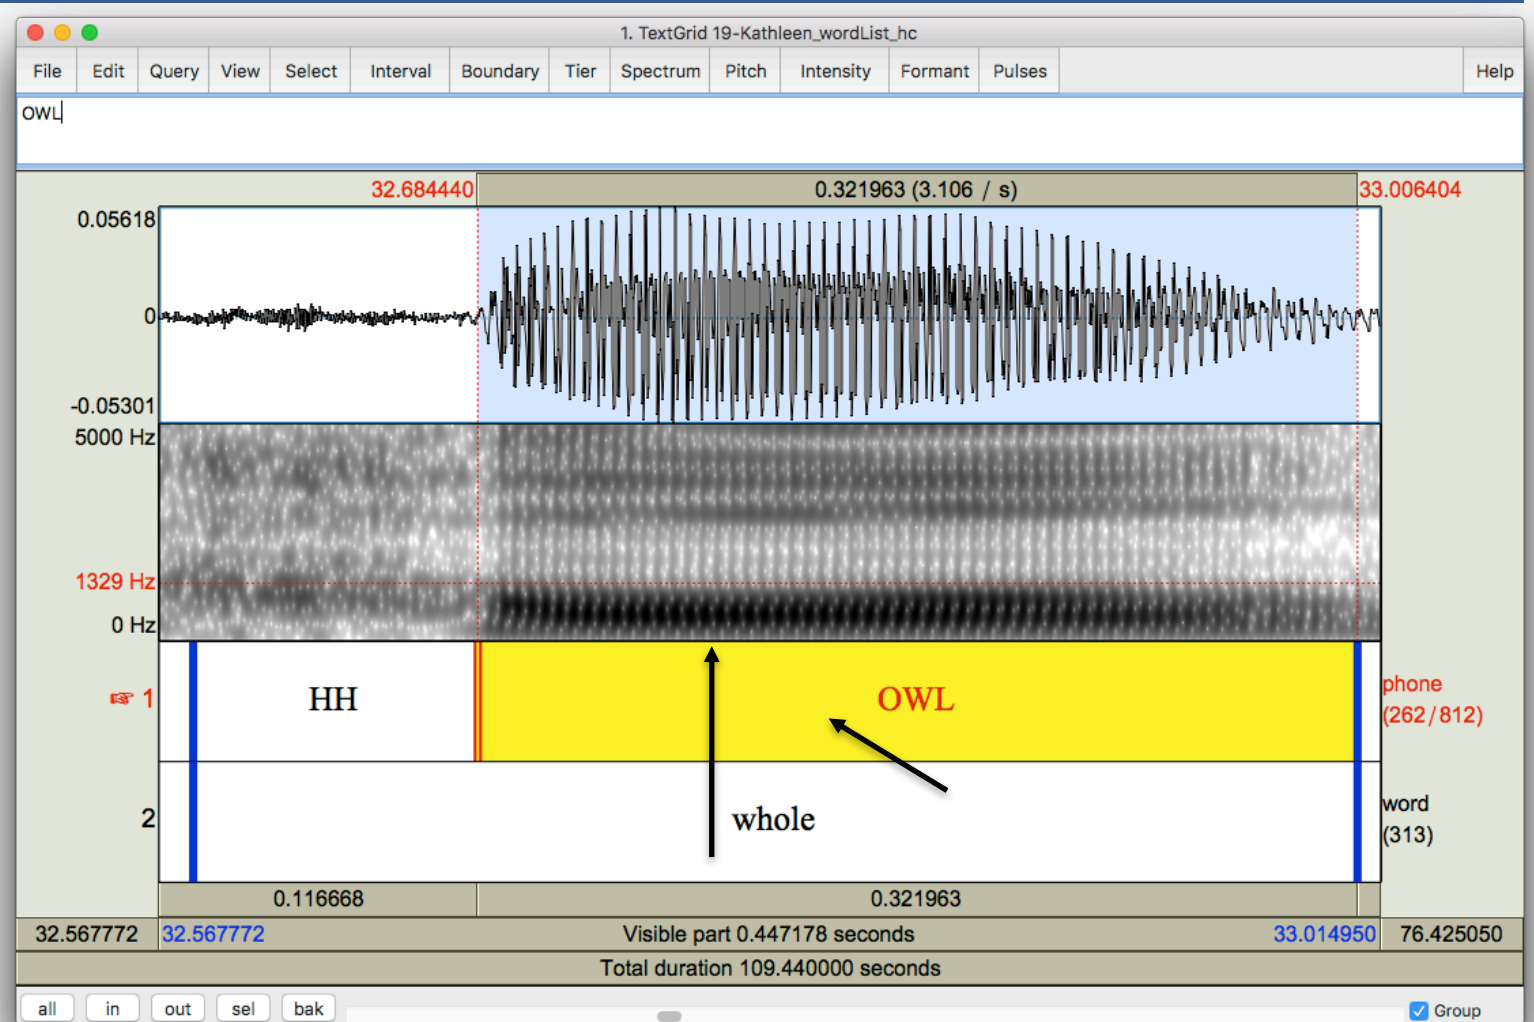 1. TextGrid 19-Kathleen_wordList_hc
File Edit Query View Select Interval Boundary Tier Spectrum Pitch Intensity Formant Pulses Help
OWL
32.684440 0.321963 (3.106 / s) 33.006404
0.05618
0
-0.05301
5000 Hz
1329 Hz
0 Hz
☞ 1 HH OWL phone
(262/812)
2 whole word
(313)
0.116668 0.321963
32.567772 32.567772 Visible part 0.447178 seconds 33.014950 76.425050
Total duration 109.440000 seconds
all in out sel bak Group